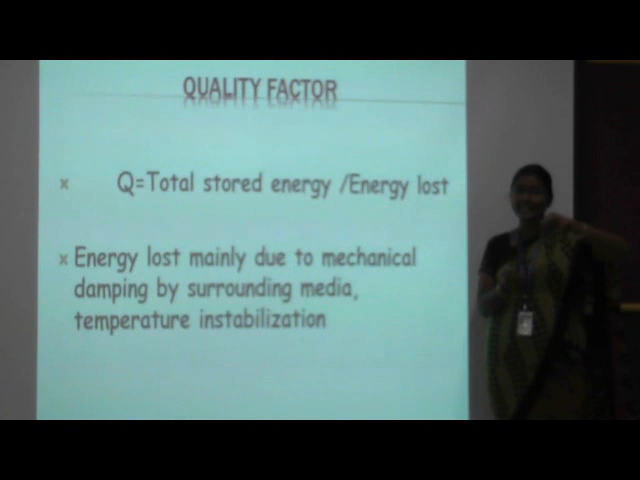 QUALITY FACTOR
Q=Total stored energy /Energy lost
Energy lost mainly due to mechanical
damping by surrounding media,
temperature instabilization